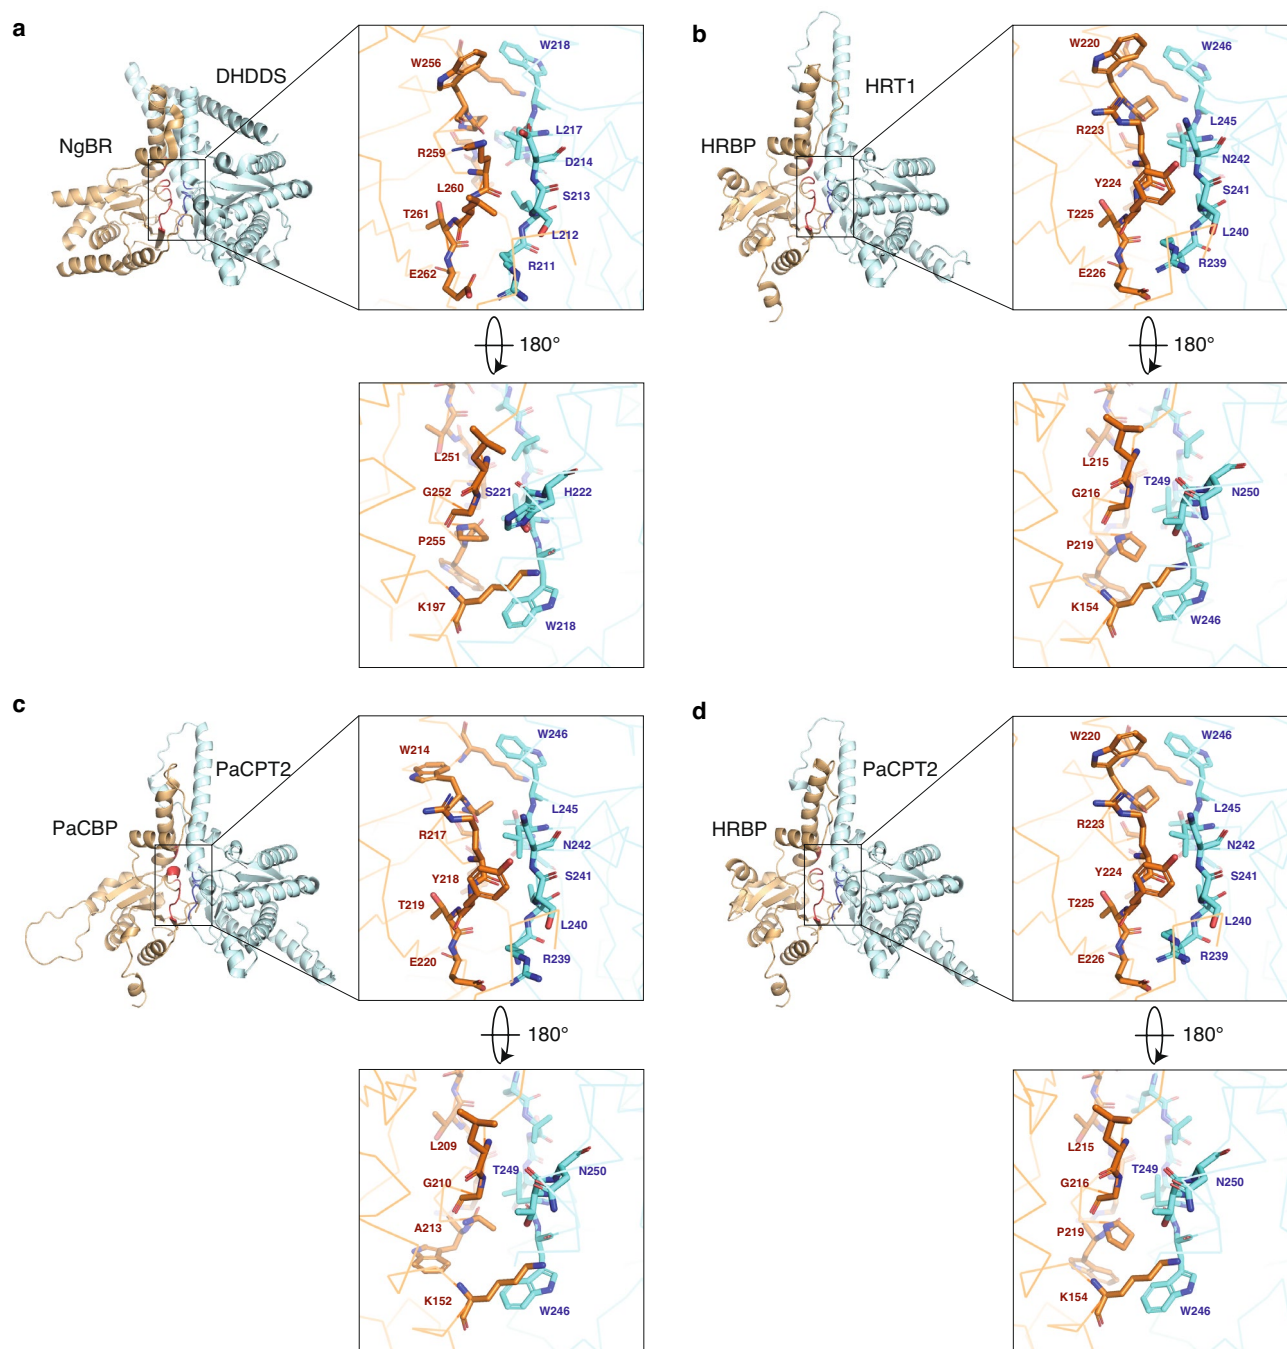 a
DHDDS
NgBR
W256
W218
L217
R259
D214
L260
S213
T261
L212
E262
R211
180°
L251
G252
S221
H222
P255
K197
W218
b
HRT1
HRBP
W220
W246
L245
R223
N242
Y224
S241
T225
L240
E226
R239
180°
L215
T249
G216
N250
P219
K154
W246
c
PaCPT2
PaCBP
W214
W246
L245
R217
N242
Y218
S241
T219
L240
E220
R239
180°
L209
T249
N250
G210
A213
K152
W246
d
PaCPT2
HRBP
W220
W246
L245
R223
N242
Y224
S241
T225
L240
E226
R239
180°
L215
T249
G216
N250
P219
K154
W246